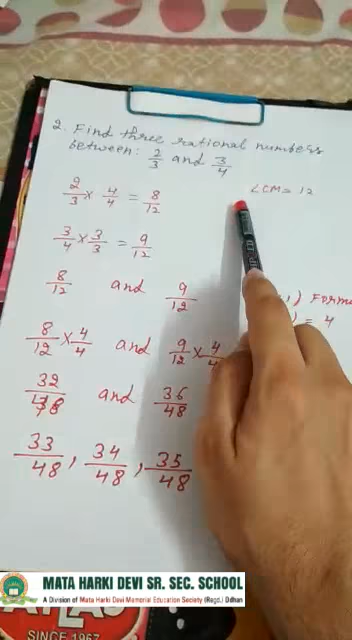 2. Find three rational numbers
between: 2/3 and 3/4
2/3 × 4/4 = 8/12
LCM = 12
3/4 × 3/3 = 9/12
8/12 and 9/12
) Form
8/12 × 4/4 and 9/12 × 4/4
) = 4
32/48 and 36/48
33/48, 34/48, 35/48
MATA HARKI DEVI SR. SEC. SCHOOL
A Division of Mata Harki Devi Memorial Education Society (Regd.) Odhan
SINCE 1967